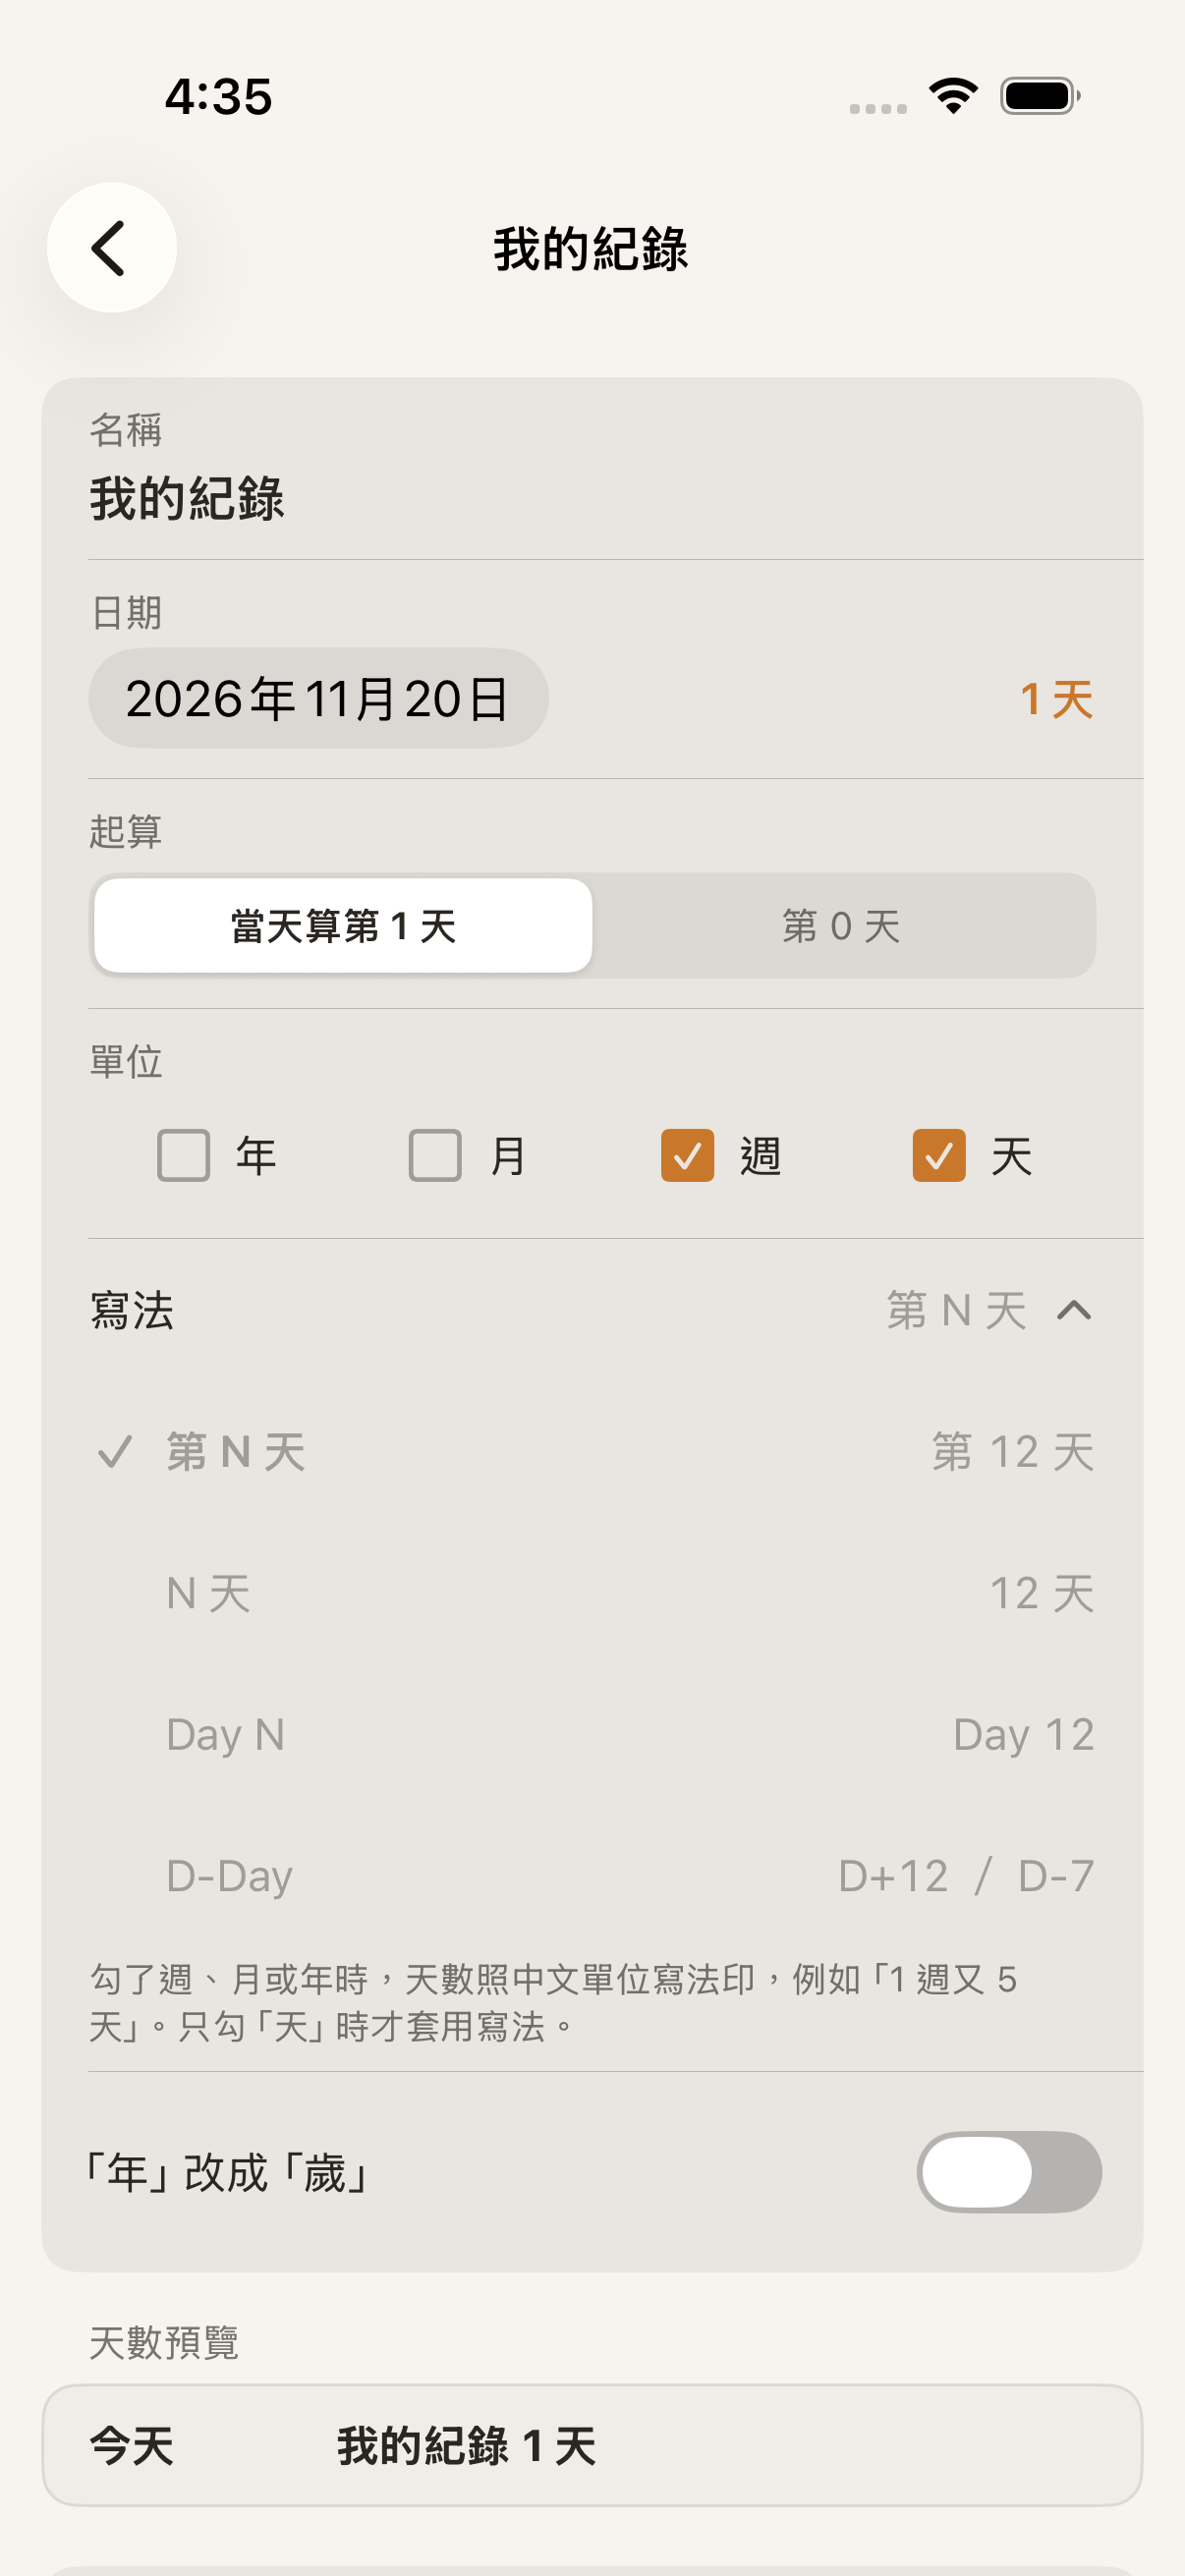 4:35
我的紀錄
名稱
我的紀錄
日期
2026年11月20日
1 天
起算
當天算第 1 天
第 0 天
單位
年 月 週 天
寫法 第 N 天
第 N 天 第 12 天
N 天 12 天
Day N Day 12
D-Day D+12 / D-7
勾了週、月或年時，天數照中文單位寫法印，例如「1 週又 5
天」。只勾「天」時才套用寫法。
「年」改成「歲」
天數預覽
今天 我的紀錄 1 天